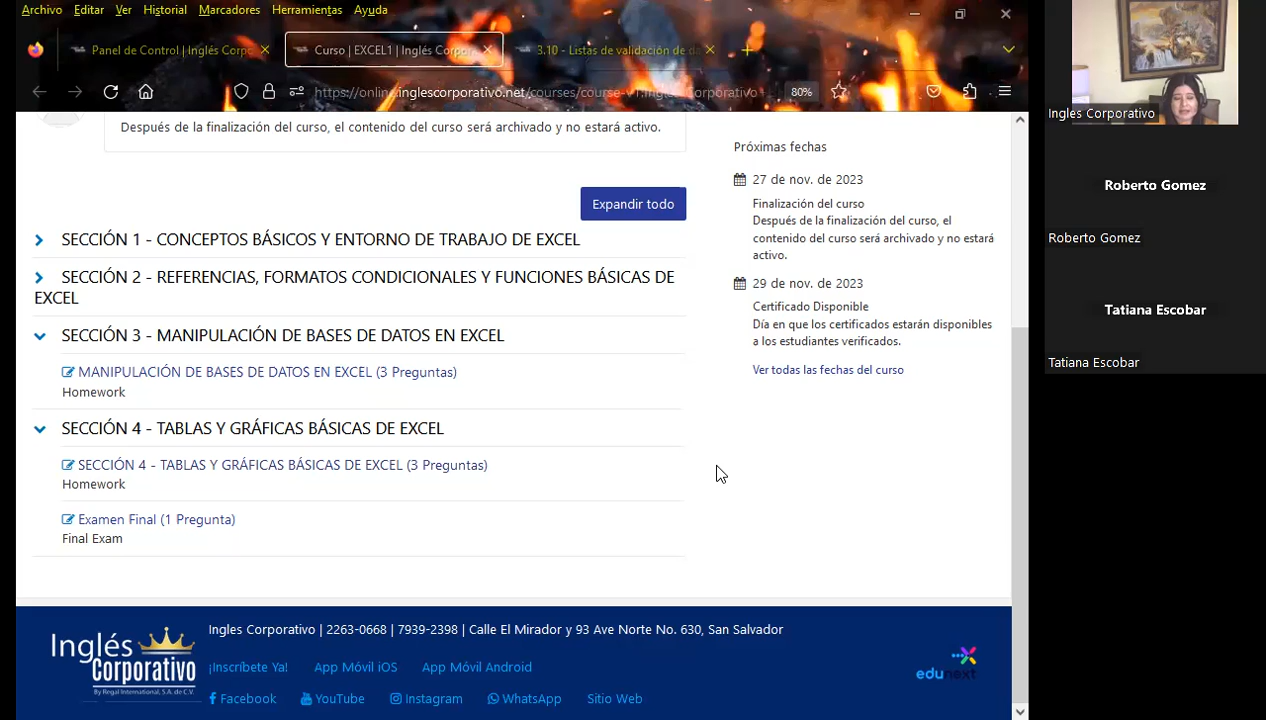 Archivo Editar Ver Historial Marcadores Herramientas Ayuda
Panel de Control | Inglés Corpo
Curso | EXCEL1 | Inglés Corpor
3.10 - Listas de validación de da
https://online.inglescorporativo.net/courses/course-v1:Ingles
80%
Después de la finalización del curso, el contenido del curso será archivado y no estará activo.
Expandir todo
SECCIÓN 1 - CONCEPTOS BÁSICOS Y ENTORNO DE TRABAJO DE EXCEL
SECCIÓN 2 - REFERENCIAS, FORMATOS CONDICIONALES Y FUNCIONES BÁSICAS DE
EXCEL
SECCIÓN 3 - MANIPULACIÓN DE BASES DE DATOS EN EXCEL
MANIPULACIÓN DE BASES DE DATOS EN EXCEL (3 Preguntas)
Homework
SECCIÓN 4 - TABLAS Y GRÁFICAS BÁSICAS DE EXCEL
SECCIÓN 4 - TABLAS Y GRÁFICAS BÁSICAS DE EXCEL (3 Preguntas)
Homework
Examen Final (1 Pregunta)
Final Exam
Próximas fechas
27 de nov. de 2023
Finalización del curso
Después de la finalización del curso, el
contenido del curso será archivado y no estará
activo.
29 de nov. de 2023
Certificado Disponible
Día en que los certificados estarán disponibles
a los estudiantes verificados.
Ver todas las fechas del curso
Inglés
Corporativo
By Regal International, S.A. de C.V.
Ingles Corporativo | 2263-0668 | 7939-2398 | Calle El Mirador y 93 Ave Norte No. 630, San Salvador
¡Inscríbete Ya! App Móvil iOS App Móvil Android
Facebook YouTube Instagram WhatsApp Sitio Web
edunext
Ingles Corporativo
Roberto Gomez
Roberto Gomez
Tatiana Escobar
Tatiana Escobar